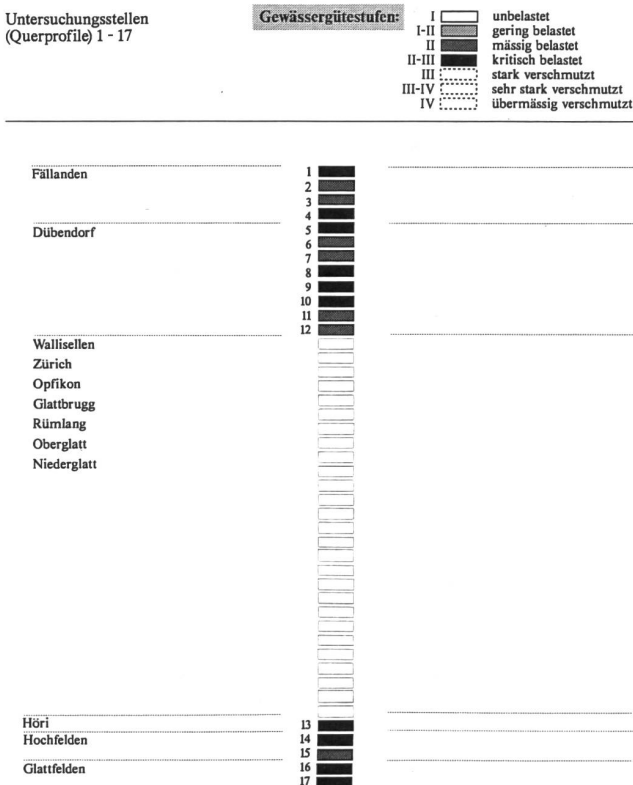 Untersuchungsstellen
(Querprofile) 1 - 17
Gewässergütestufen:
I unbelastet
I-II gering belastet
II mässig belastet
II-III kritisch belastet
III stark verschmutzt
III-IV sehr stark verschmutzt
IV übermässig verschmutzt
Fällanden 1
2
3
4
Dübendorf 5
6
7
8
9
10
11
12
Wallisellen
Zürich
Opfikon
Glattbrugg
Rümlang
Oberglatt
Niederglatt
Höri 13
Hochfelden 14
15
Glattfelden 16
17